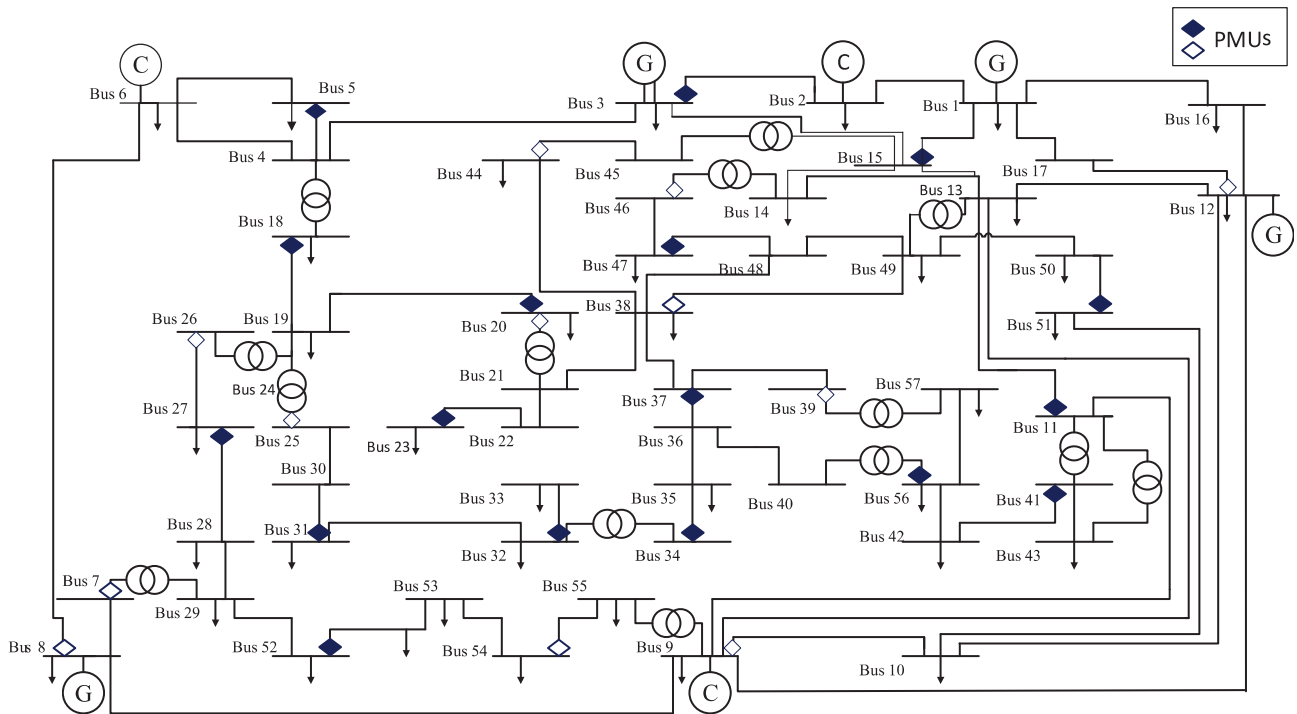 PMUs
C
G
C
G
Bus 5
Bus 6
Bus 3
Bus 2
Bus 1
Bus 16
Bus 4
Bus 44
Bus 45
Bus 15
Bus 17
Bus 18
Bus 46
Bus 14
Bus 13
Bus 12
G
Bus 47
Bus 48
Bus 49
Bus 50
Bus 26
Bus 19
Bus 20
Bus 38
Bus 51
Bus 24
Bus 21
Bus 37
Bus 39
Bus 57
Bus 27
Bus 25
Bus 23
Bus 22
Bus 36
Bus 11
Bus 30
Bus 33
Bus 35
Bus 40
Bus 56
Bus 41
Bus 28
Bus 31
Bus 32
Bus 34
Bus 42
Bus 43
Bus 7
Bus 29
Bus 53
Bus 55
Bus 8
Bus 52
Bus 54
Bus 9
Bus 10
G
C